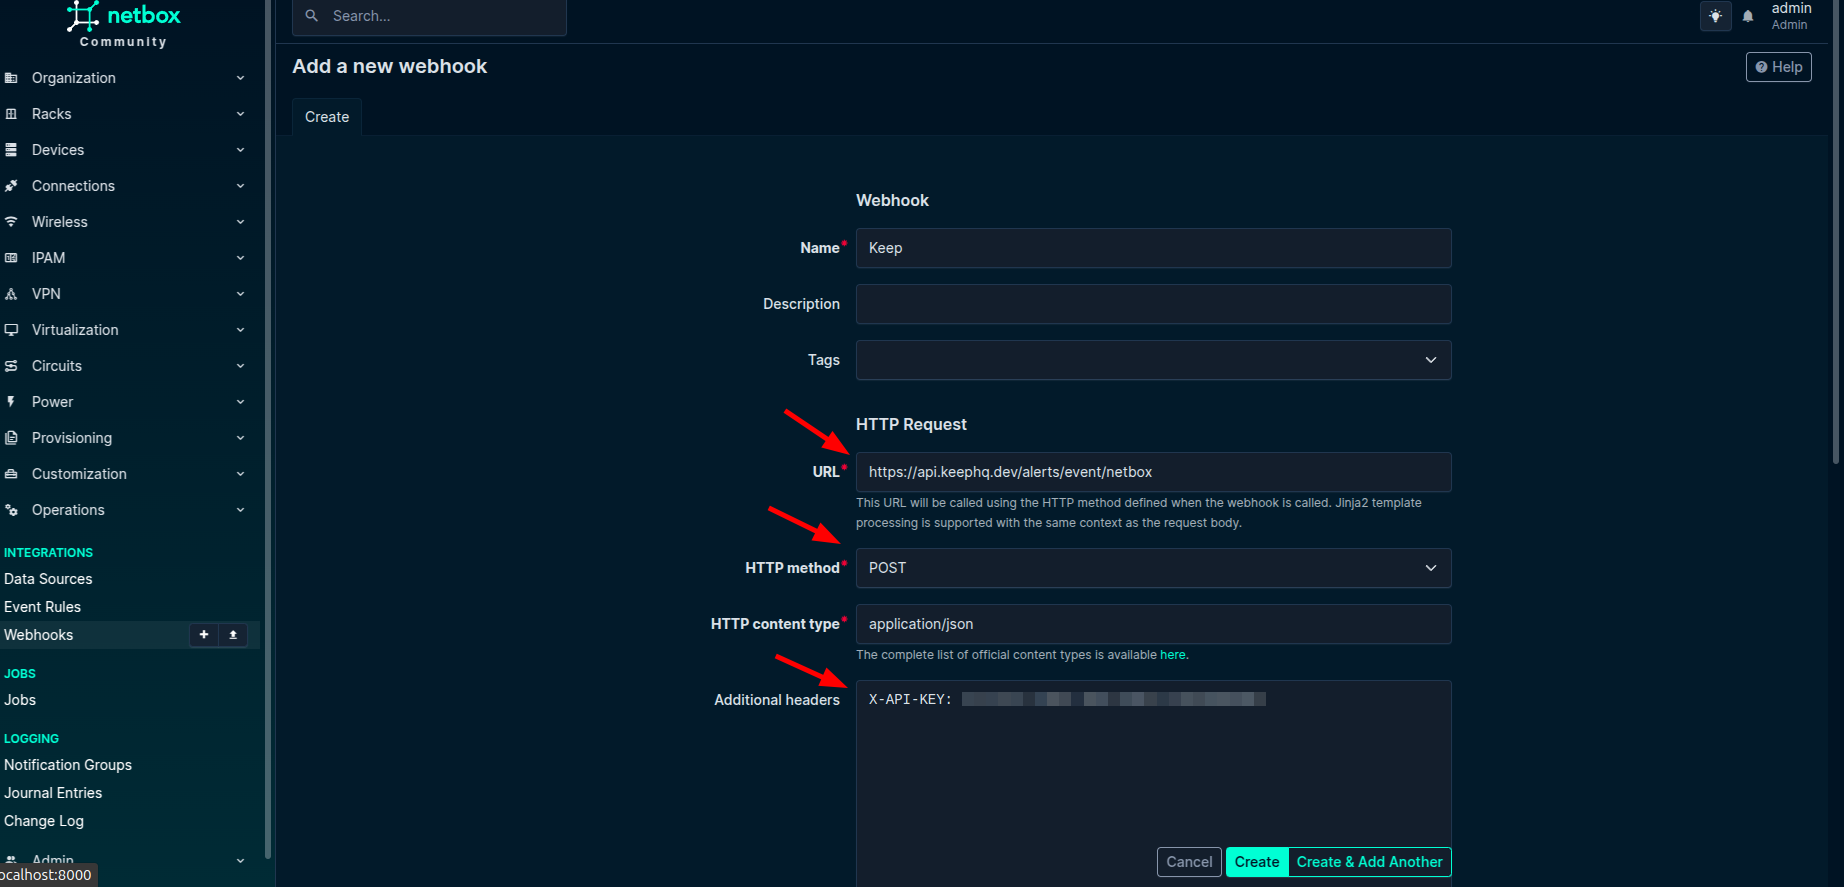 netbox
Community
Search...
admin
Admin
Add a new webhook
Help
Create
Organization
Racks
Devices
Connections
Wireless
IPAM
VPN
Virtualization
Circuits
Power
Provisioning
Customization
Operations
INTEGRATIONS
Data Sources
Event Rules
Webhooks
JOBS
Jobs
LOGGING
Notification Groups
Journal Entries
Change Log
Admin
ocalhost:8000
Webhook
Name*
Keep
Description
Tags
HTTP Request
URL*
https://api.keephq.dev/alerts/event/netbox
This URL will be called using the HTTP method defined when the webhook is called. Jinja2 template
processing is supported with the same context as the request body.
HTTP method*
POST
HTTP content type*
application/json
The complete list of official content types is available here.
Additional headers
X-API-KEY:
Cancel
Create
Create & Add Another